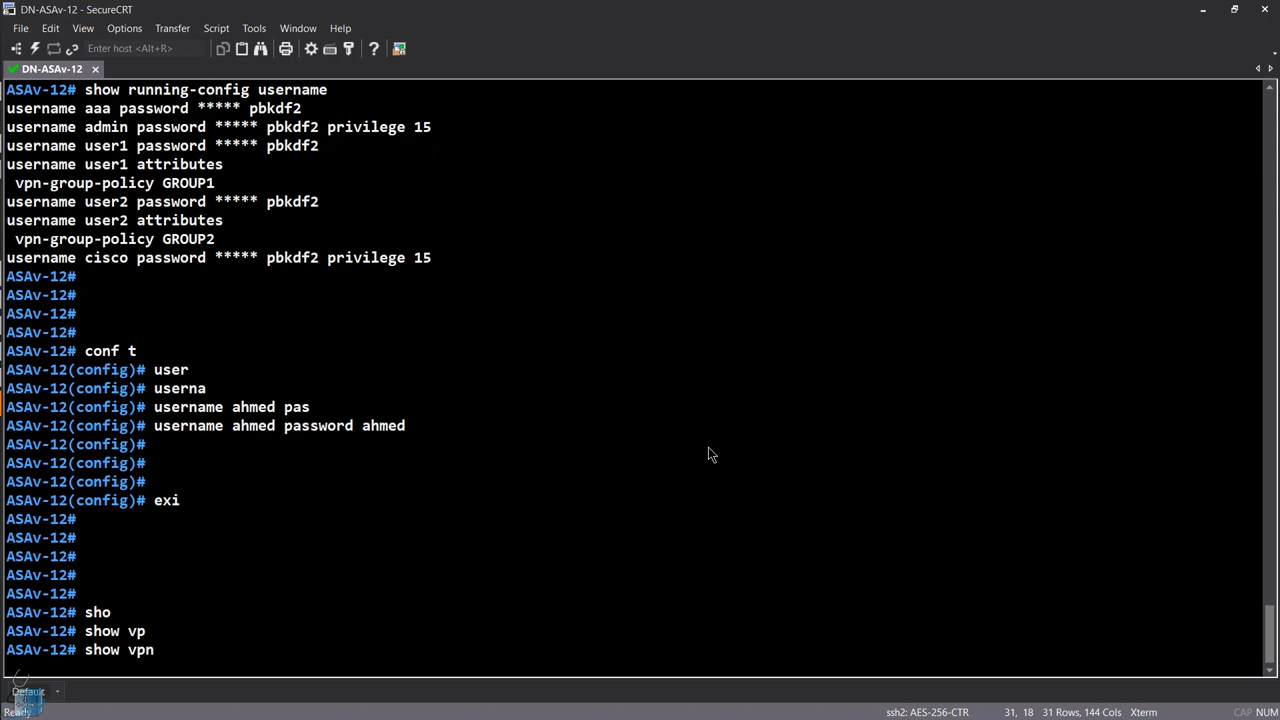 DN-ASAv-12 - SecureCRT
File Edit View Options Transfer Script Tools Window Help
Enter host <Alt+R>
DN-ASAv-12
ASAv-12# show running-config username
username aaa password ***** pbkdf2
username admin password ***** pbkdf2 privilege 15
username user1 password ***** pbkdf2
username user1 attributes
 vpn-group-policy GROUP1
username user2 password ***** pbkdf2
username user2 attributes
 vpn-group-policy GROUP2
username cisco password ***** pbkdf2 privilege 15
ASAv-12#
ASAv-12#
ASAv-12#
ASAv-12#
ASAv-12# conf t
ASAv-12(config)# user
ASAv-12(config)# userna
ASAv-12(config)# username ahmed pas
ASAv-12(config)# username ahmed password ahmed
ASAv-12(config)#
ASAv-12(config)#
ASAv-12(config)#
ASAv-12(config)# exi
ASAv-12#
ASAv-12#
ASAv-12#
ASAv-12#
ASAv-12#
ASAv-12# sho
ASAv-12# show vp
ASAv-12# show vpn
Default
Ready ssh2: AES-256-CTR 31, 18 31 Rows, 144 Cols Xterm CAP NUM